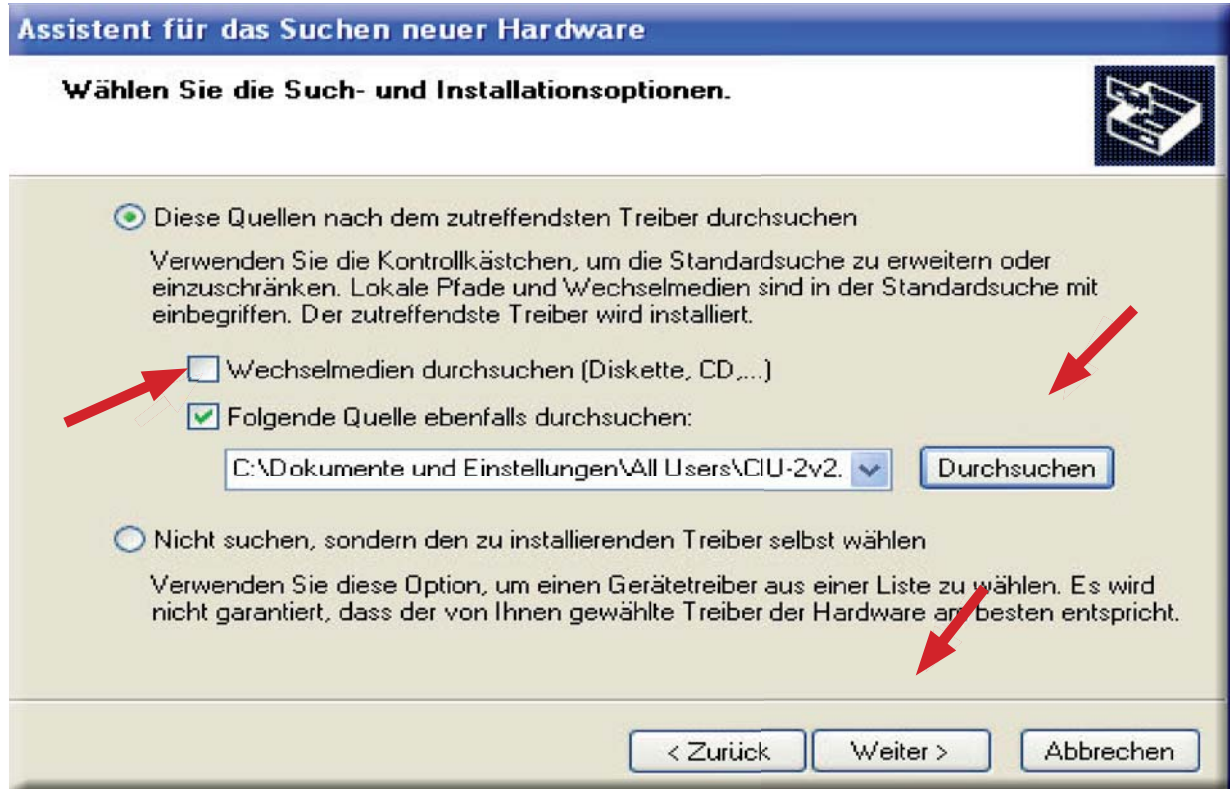 Assistent für das Suchen neuer Hardware
Wählen Sie die Such- und Installationsoptionen.
Diese Quellen nach dem zutreffendsten Treiber durchsuchen
Verwenden Sie die Kontrollkästchen, um die Standardsuche zu erweitern oder
einzuschränken. Lokale Pfade und Wechselmedien sind in der Standardsuche mit
einbegriffen. Der zutreffendste Treiber wird installiert.
Wechselmedien durchsuchen (Diskette, CD,...)
Folgende Quelle ebenfalls durchsuchen:
C:\Dokumente und Einstellungen\All Users\CIU-2v2.
Durchsuchen
Nicht suchen, sondern den zu installierenden Treiber selbst wählen
Verwenden Sie diese Option, um einen Gerätetreiber aus einer Liste zu wählen. Es wird
nicht garantiert, dass der von Ihnen gewählte Treiber der Hardware am besten entspricht.
< Zurück
Weiter >
Abbrechen